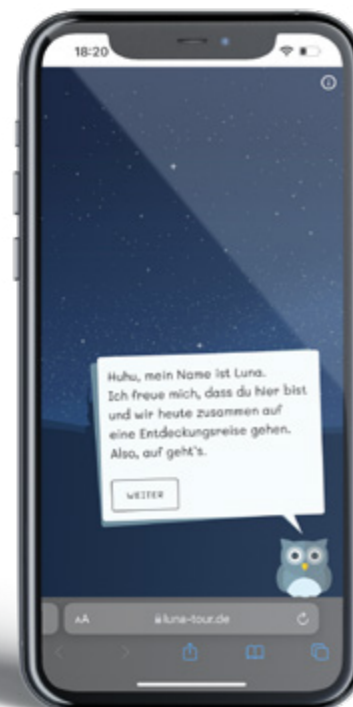 18:20
Huhu, mein Name ist Luna.
Ich freue mich, dass du hier bist
und wir heute zusammen auf
eine Entdeckungsreise gehen.
Also, auf geht's.
WEITER
AA luna-tour.de